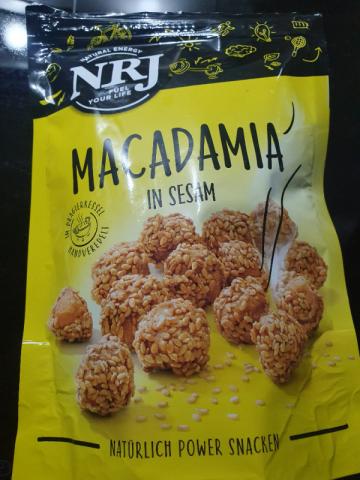 NATURAL ENERGY
NRJ
FUEL
YOUR LIFE
MACADAMIA
IN SESAM
IM DRAGIERKESSEL
HANDVEREDELT
NATÜRLICH POWER SNACKEN